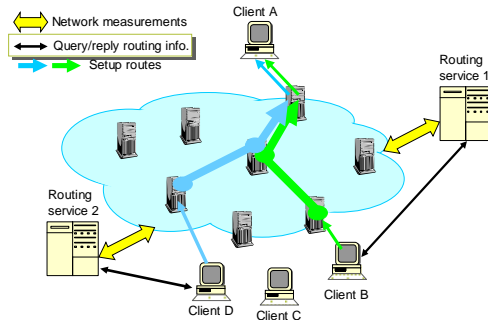 Client A
Network measurements
Query/reply routing info.
Setup routes
Routing
service 1
Routing
service 2
Client D
Client C
Client B